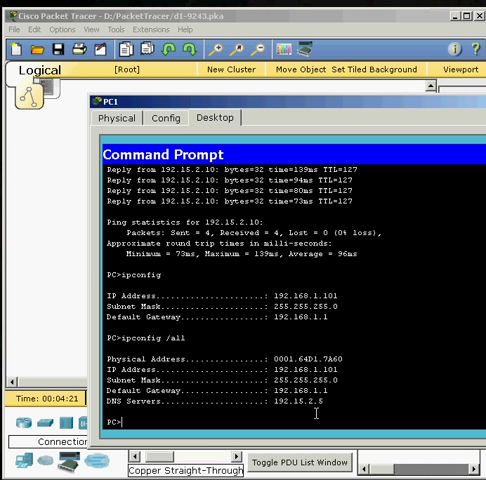 Cisco Packet Tracer - D:/PacketTracer/d1-9243.pka
File Edit Options View Tools Extensions Help
Logical [Root] New Cluster Move Object Set Tiled Background Viewport
PC1
Physical Config Desktop
Command Prompt
Reply from 192.15.2.10: bytes=32 time=139ms TTL=127
Reply from 192.15.2.10: bytes=32 time=94ms TTL=127
Reply from 192.15.2.10: bytes=32 time=80ms TTL=127
Reply from 192.15.2.10: bytes=32 time=73ms TTL=127
Ping statistics for 192.15.2.10:
Packets: Sent = 4, Received = 4, Lost = 0 (0% loss),
Approximate round trip times in milli-seconds:
Minimum = 73ms, Maximum = 139ms, Average = 96ms
PC>ipconfig
IP Address......................: 192.168.1.101
Subnet Mask.....................: 255.255.255.0
Default Gateway.................: 192.168.1.1
PC>ipconfig /all
Physical Address................: 0001.64D1.7A60
IP Address......................: 192.168.1.101
Subnet Mask.....................: 255.255.255.0
Default Gateway.................: 192.168.1.1
DNS Servers.....................: 192.15.2.5
PC>
Time: 00:04:21
Connection
Copper Straight-Through
Toggle PDU List Window